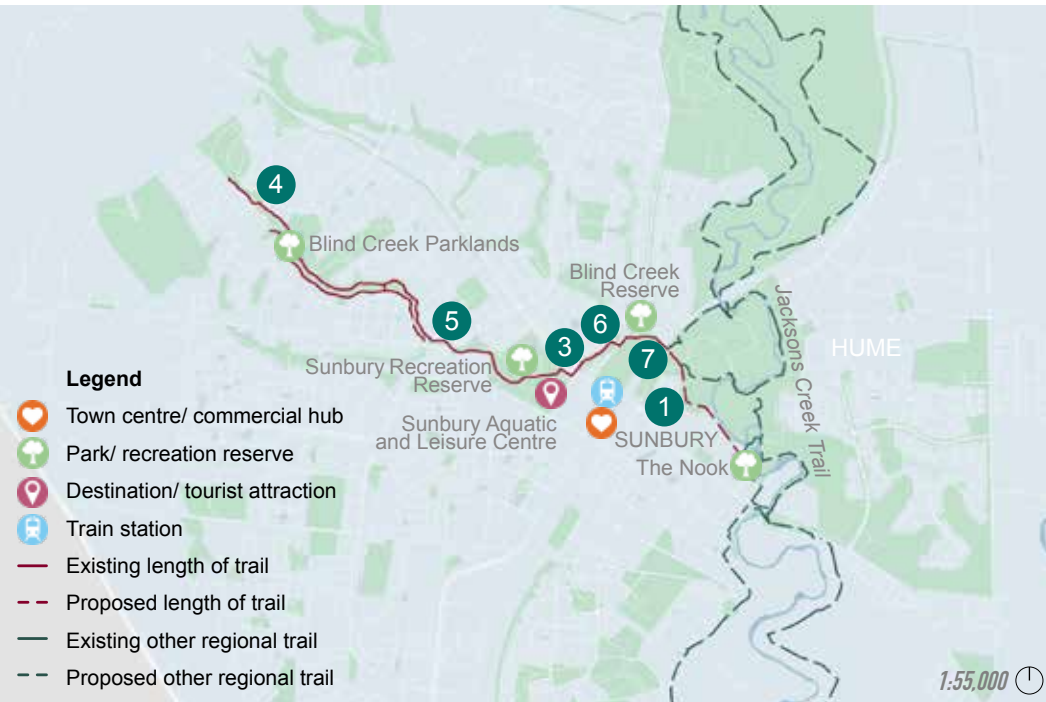 4
Blind Creek Parklands
Blind Creek
Reserve
5
6
3
7
1
Sunbury Recreation
Reserve
Sunbury Aquatic
and Leisure Centre
SUNBURY
The Nook
Jacksons Creek Trail
HUME
Legend
Town centre/ commercial hub
Park/ recreation reserve
Destination/ tourist attraction
Train station
Existing length of trail
Proposed length of trail
Existing other regional trail
Proposed other regional trail
1:55,000